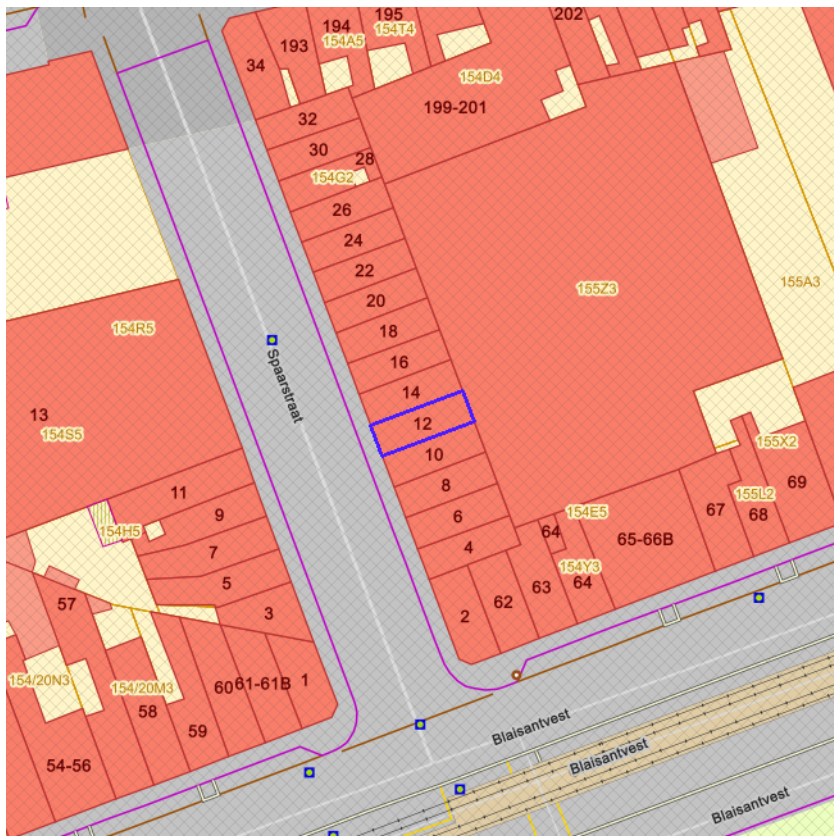 195
202
194
154T4
193
154A5
34
154D4
199-201
32
30
28
154G2
26
24
22
155A3
155Z3
20
154R5
18
16
Spaarstraat
14
13
12
154S5
155X2
10
69
11
8
155L2
154E5
9
6
67
68
154H5
64
65-66B
4
7
154Y3
5
64
63
57
62
3
2
154/20N3
154/20M3
60
61-61B
1
58
59
54-56
Blaisantvest
Blaisantvest
Blaisantvest